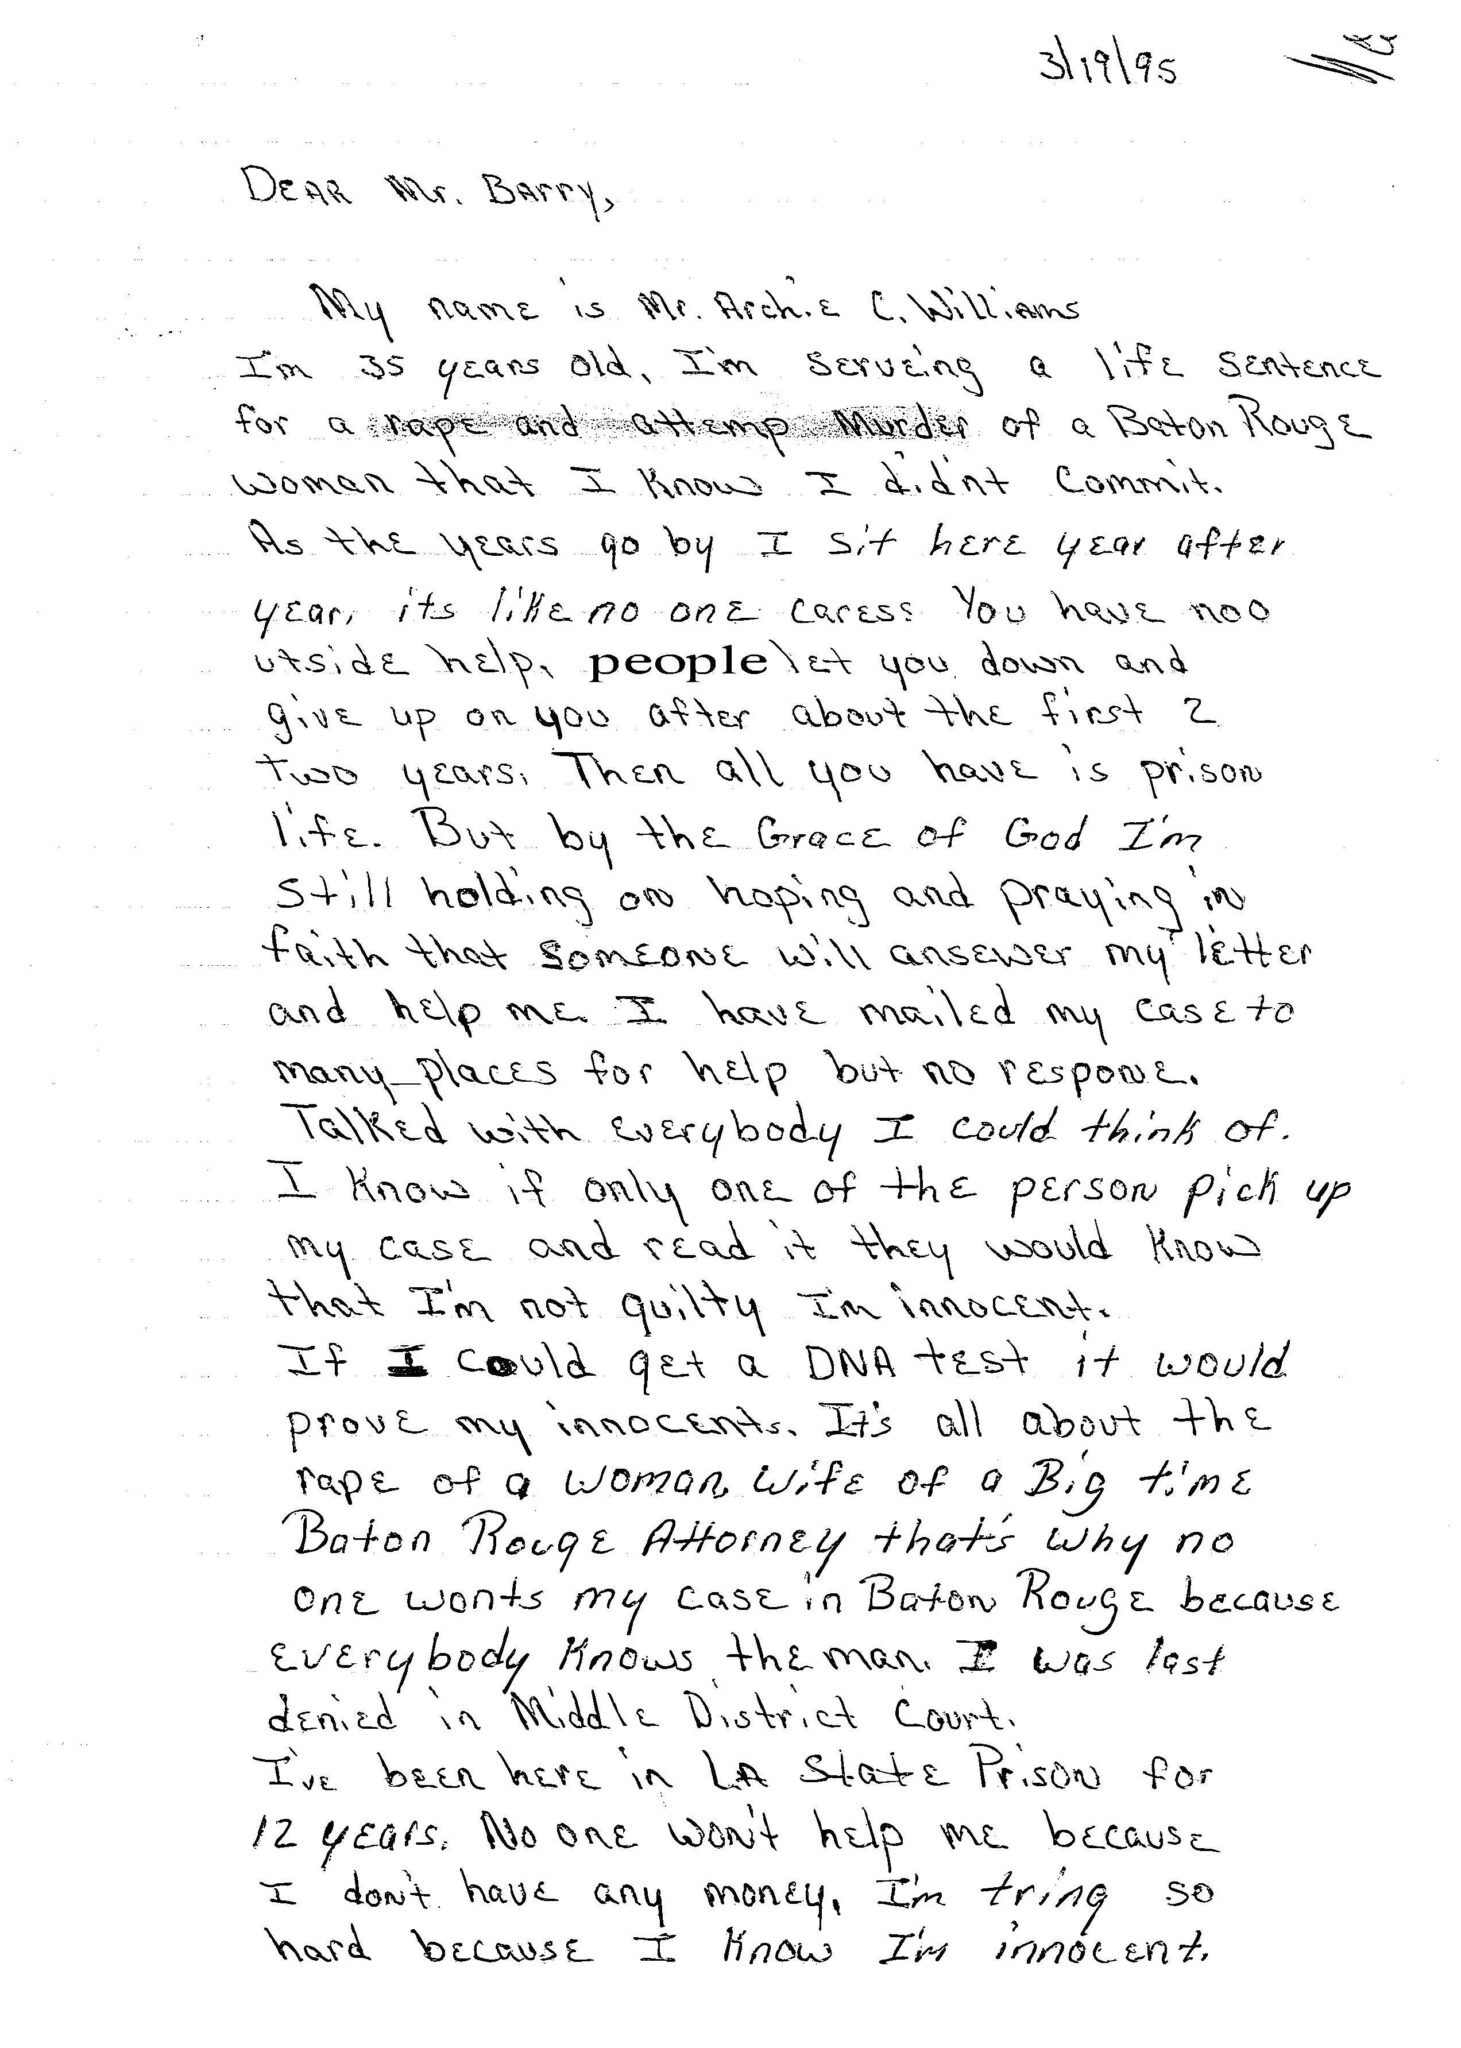 3/19/95
Dear Mr. Barry,
My name is Mr. Archie C. Williams
I'm 35 years old, I'm serveing a life sentence
for a rape and attemp Murder of a Baton Rouge
woman that I know I didn't commit.
As the years go by I sit here year after
year, its like no one caress You have noo
utside help, people let you down and
give up on you after about the first 2
two years. Then all you have is prison
life. But by the Grace of God I'm
still holding on hoping and praying in
faith that someone will ansewer my letter
and help me. I have mailed my case to
many places for help but no respone.
Talked with everybody I could think of.
I know if only one of the person pick up
my case and read it they would know
that I'm not guilty I'm innocent.
If I could get a DNA test it would
prove my innocents. It's all about the
rape of a woman, wife of a Big time
Baton Rouge Attorney that's why no
one wonts my case in Baton Rouge because
everybody knows the man. I was last
denied in Middle District Court.
I've been here in LA State Prison for
12 years. No one won't help me because
I don't have any money, I'm tring so
hard because I know I'm innocent.